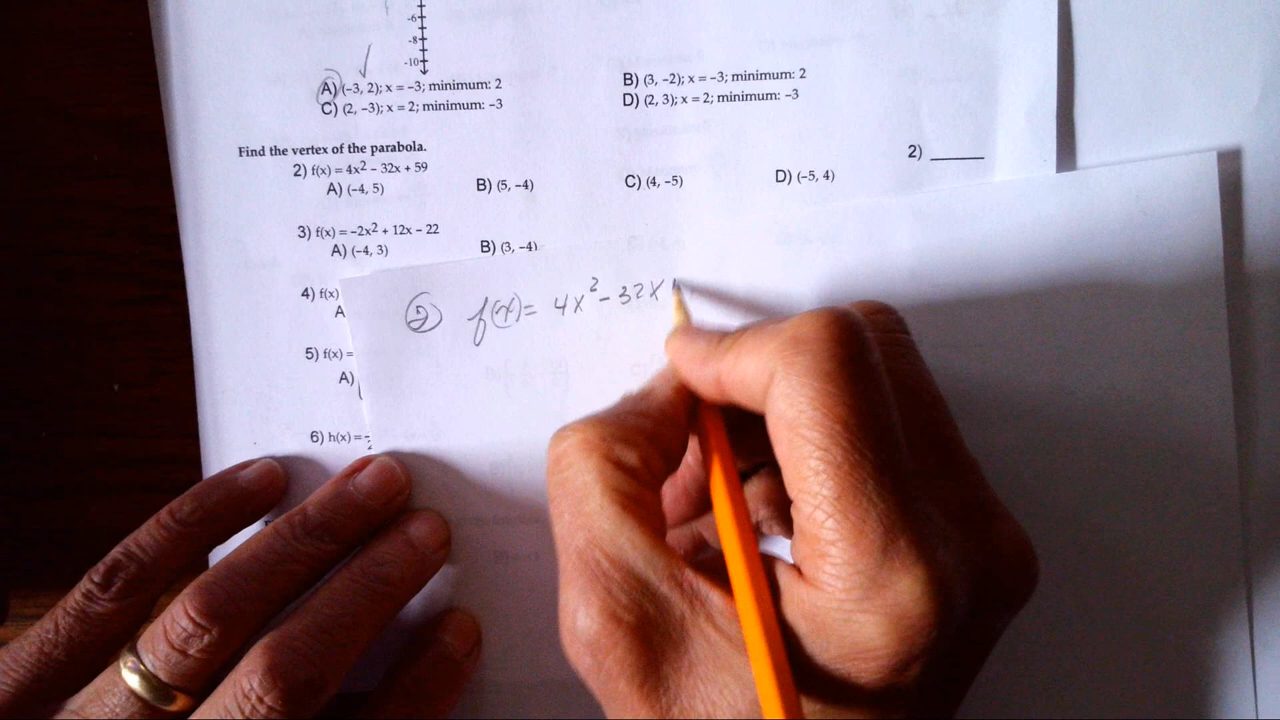 -6
-8
-10
A) (-3, 2); x = -3; minimum: 2 B) (3, -2); x = -3; minimum: 2
C) (2, -3); x = 2; minimum: -3 D) (2, 3); x = 2; minimum: -3
Find the vertex of the parabola.
2) f(x) = 4x² - 32x + 59 2) ______
A) (-4, 5) B) (5, -4) C) (4, -5) D) (-5, 4)
3) f(x) = -2x² + 12x - 22
A) (-4, 3) B) (3, -4)
4) f(x)
A
5) f(x) =
A)
6) h(x) =
② f(x) = 4x² - 32x